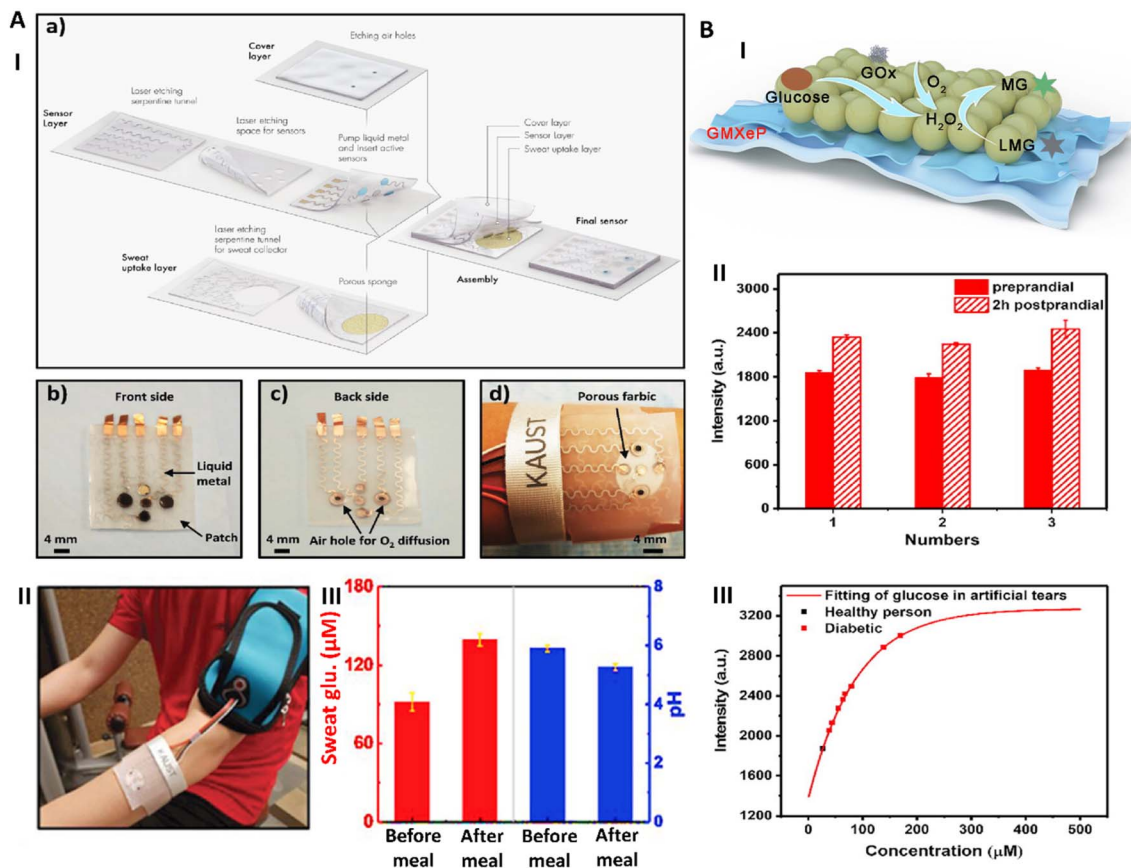 A
I
a)
Etching air holes
Cover
layer
Laser etching
serpentine tunnel
Sensor
Layer
Laser etching
space for sensors
Pump liquid metal
and insert active
sensors
Cover layer
Sensor Layer
Sweat uptake layer
Final sensor
Assembly
Laser etching
serpentine tunnel
for sweat collector
Sweat
uptake layer
Porous sponge
b)
Front side
Liquid
metal
Patch
4 mm
c)
Back side
Air hole for O₂ diffusion
4 mm
d)
Porous farbic
KAUST
4 mm
II
KAUST
III
Sweat glu. (μM)
180
120
60
0
Before
meal
After
meal
Before
meal
After
meal
8
6
4
2
0
pH
B
I
GOx
O₂
MG
Glucose
H₂O₂
GMXeP
LMG
II
Intensity (a.u.)
3000
2400
1800
1200
600
0
preprandial
2h postprandial
1 2 3
Numbers
III
Intensity (a.u.)
3200
2800
2400
2000
1600
1200
Fitting of glucose in artificial tears
Healthy person
Diabetic
0 100 200 300 400 500
Concentration (μM)